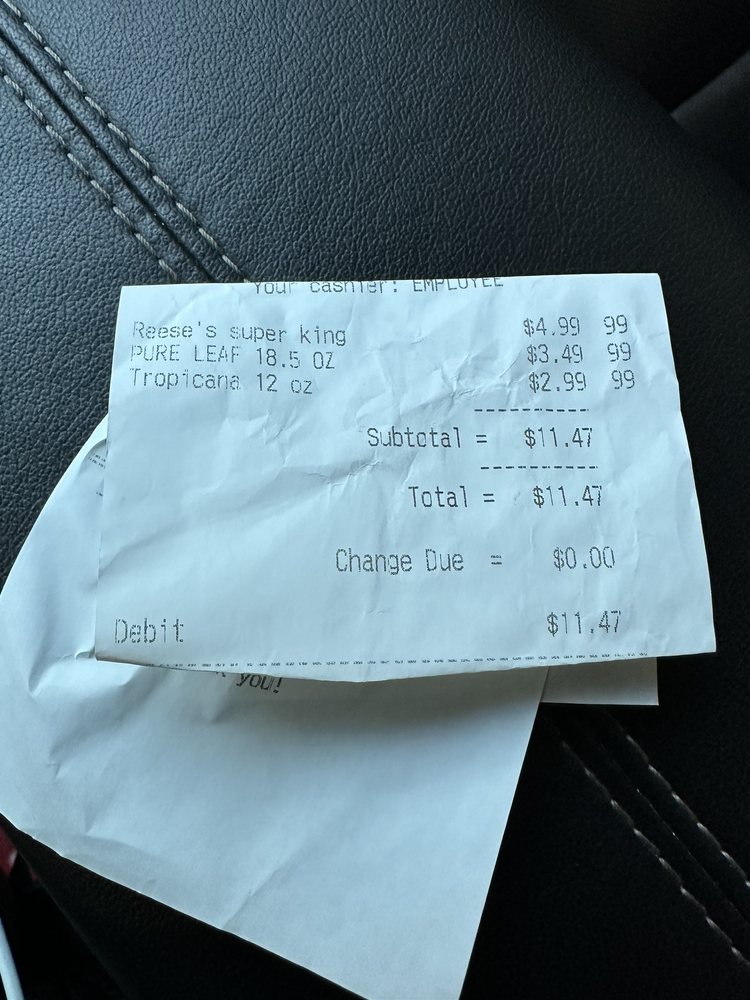 Your cashier: EMPLOYEE
Reese's super king $4.99 99
PURE LEAF 18.5 OZ $3.49 99
Tropicana 12 oz $2.99 99
Subtotal = $11.47
Total = $11.47
Change Due = $0.00
Debit $11.47
you!